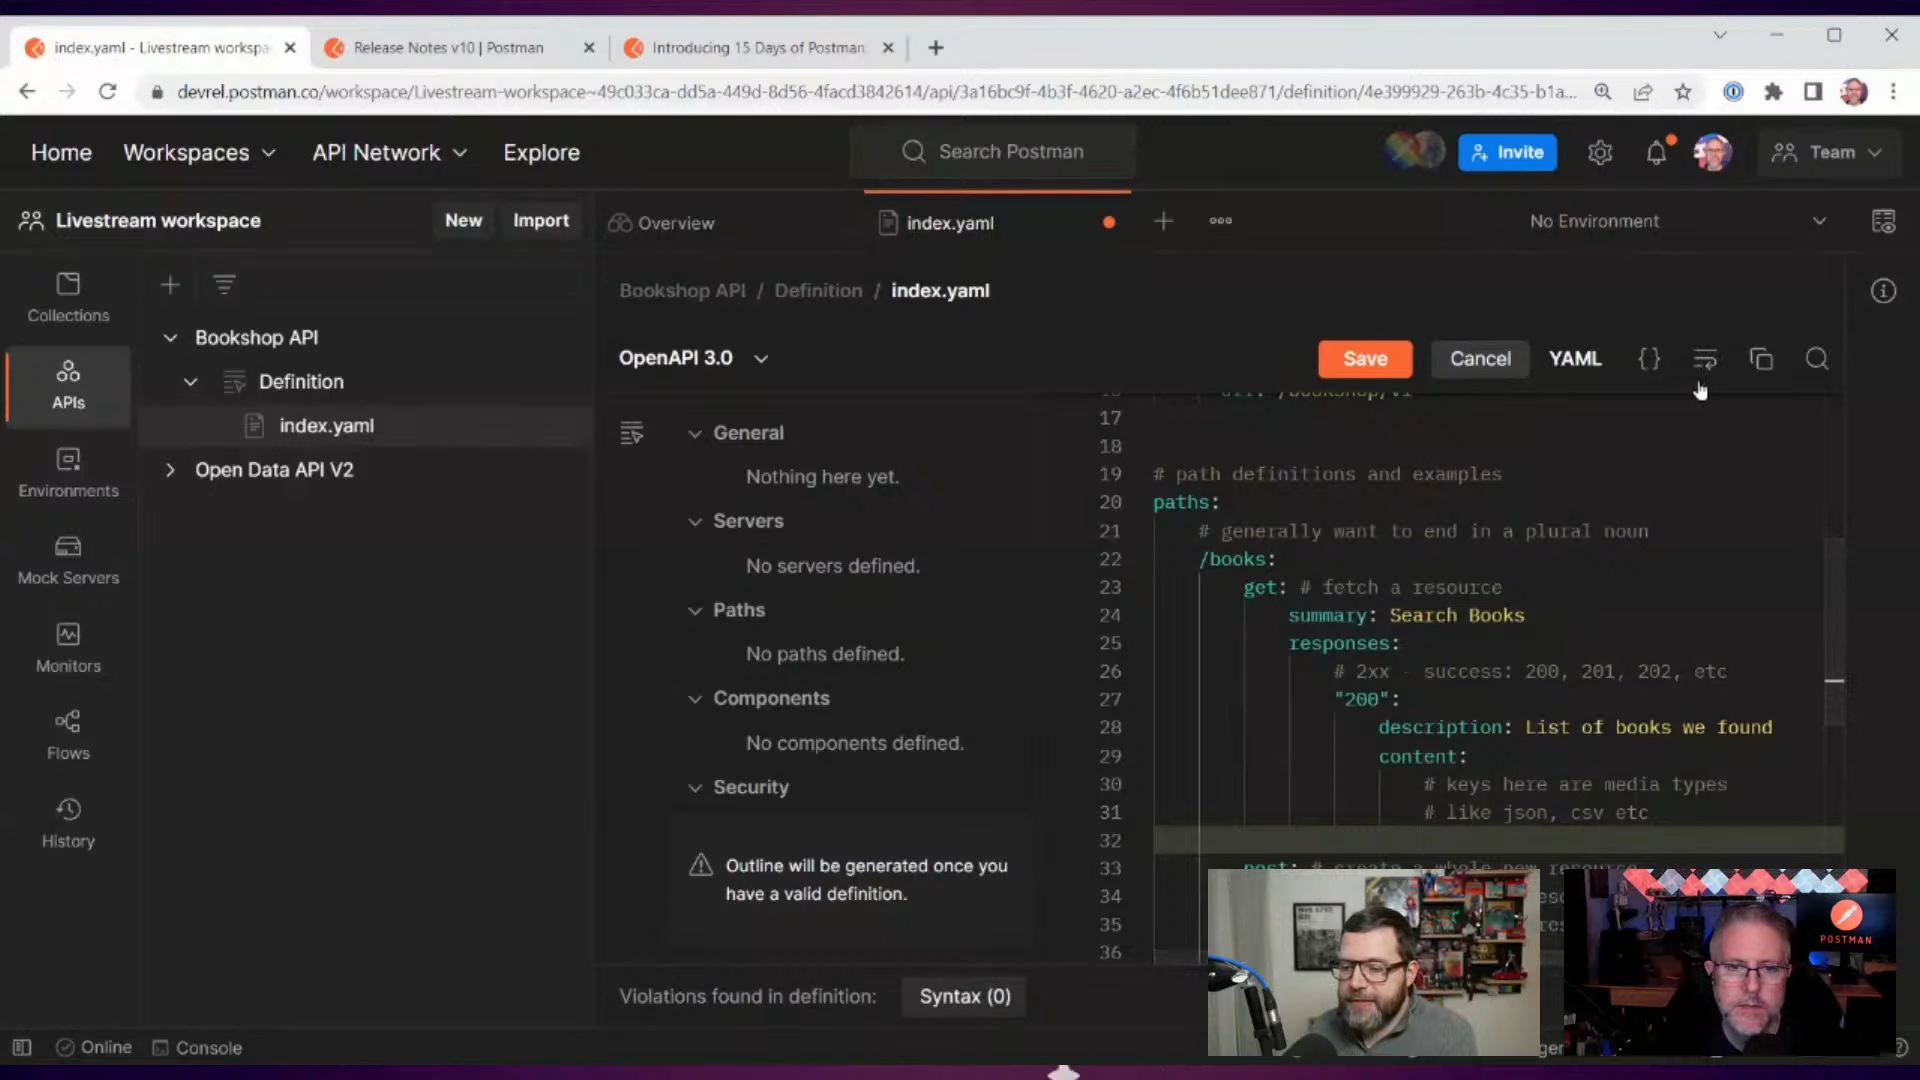 index.yaml - Livestream workspa
Release Notes v10 | Postman
Introducing 15 Days of Postman
devrel.postman.co/workspace/Livestream-workspace~49c033ca-dd5a-449d-8d56-4facd3842614/api/3a16bc9f-4b3f-4620-a2ec-4f6b51dee871/definition/4e399929-263b-4c35-b1a...
Home
Workspaces
API Network
Explore
Search Postman
Invite
Team
Livestream workspace
New
Import
Overview
index.yaml
No Environment
Collections
APIs
Environments
Mock Servers
Monitors
Flows
History
Bookshop API
Definition
index.yaml
Open Data API V2
Bookshop API / Definition / index.yaml
OpenAPI 3.0
Save
Cancel
YAML
General
Nothing here yet.
Servers
No servers defined.
Paths
No paths defined.
Components
No components defined.
Security
Outline will be generated once you
have a valid definition.
Violations found in definition:
Syntax (0)
17
18
19 # path definitions and examples
20 paths:
21 # generally want to end in a plural noun
22 /books:
23 get: # fetch a resource
24 summary: Search Books
25 responses:
26 # 2xx - success: 200, 201, 202, etc
27 "200":
28 description: List of books we found
29 content:
30 # keys here are media types
31 # like json, csv etc
32
33 post: # create a whole new resource
34
35
36
POSTMAN
Online
Console